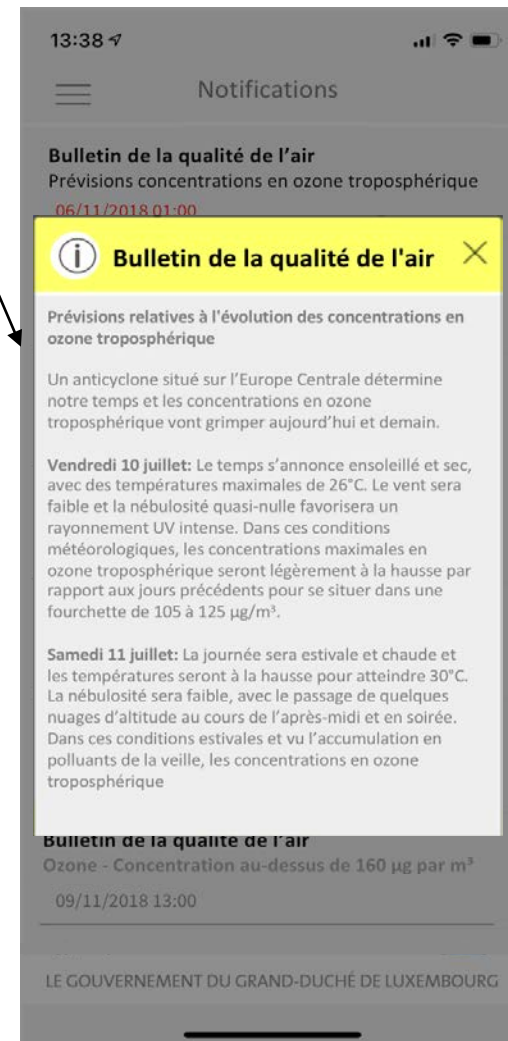 13:38
Notifications
Bulletin de la qualité de l’air
Prévisions concentrations en ozone troposphérique
06/11/2018 01:00
Bulletin de la qualité de l'air
Prévisions relatives à l'évolution des concentrations en
ozone troposphérique
Un anticyclone situé sur l’Europe Centrale détermine
notre temps et les concentrations en ozone
troposphérique vont grimper aujourd’hui et demain.
Vendredi 10 juillet: Le temps s’annonce ensoleillé et sec,
avec des températures maximales de 26°C. Le vent sera
faible et la nébulosité quasi-nulle favorisera un
rayonnement UV intense. Dans ces conditions
météorologiques, les concentrations maximales en
ozone troposphérique seront légèrement à la hausse par
rapport aux jours précédents pour se situer dans une
fourchette de 105 à 125 µg/m³.
Samedi 11 juillet: La journée sera estivale et chaude et
les températures seront à la hausse pour atteindre 30°C.
La nébulosité sera faible, avec le passage de quelques
nuages d’altitude au cours de l’après-midi et en soirée.
Dans ces conditions estivales et vu l’accumulation en
polluants de la veille, les concentrations en ozone
troposphérique
Bulletin de la qualité de l’air
Ozone - Concentration au-dessus de 160 µg par m³
09/11/2018 13:00
LE GOUVERNEMENT DU GRAND-DUCHÉ DE LUXEMBOURG